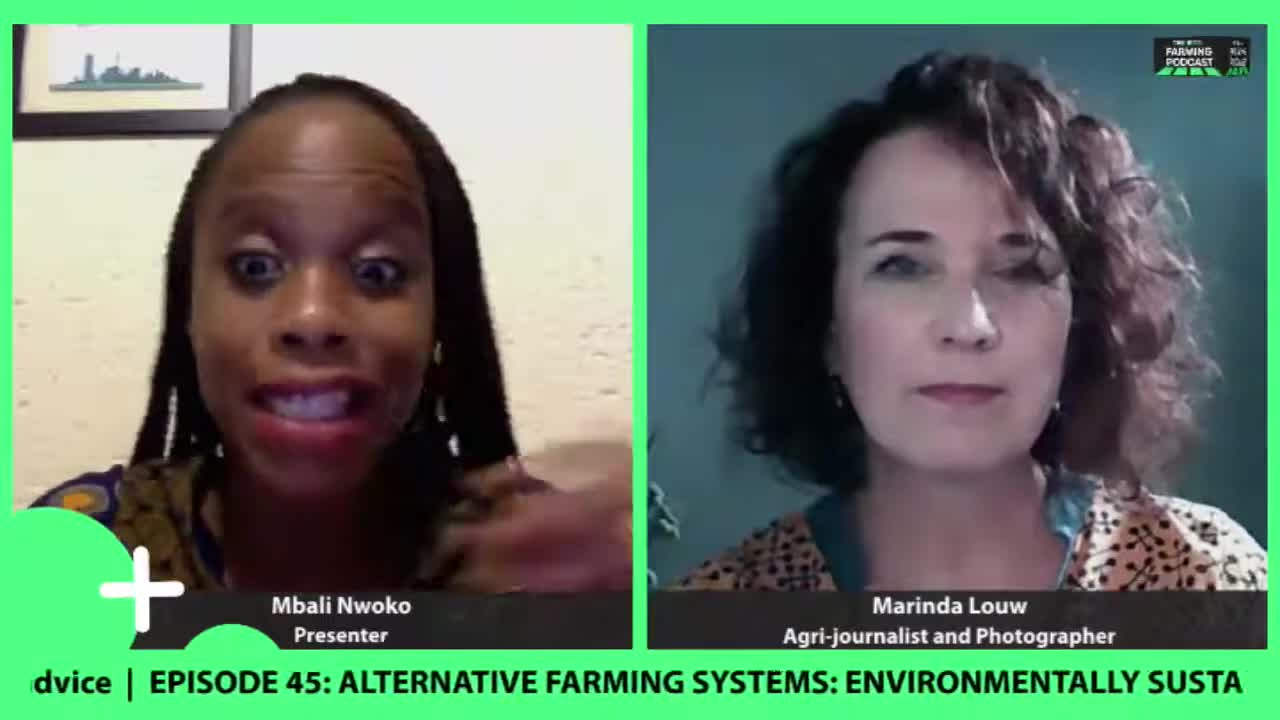 FARMING
PODCAST
Mbali Nwoko
Presenter
Marinda Louw
Agri-journalist and Photographer
dvice | EPISODE 45: ALTERNATIVE FARMING SYSTEMS: ENVIRONMENTALLY SUSTA